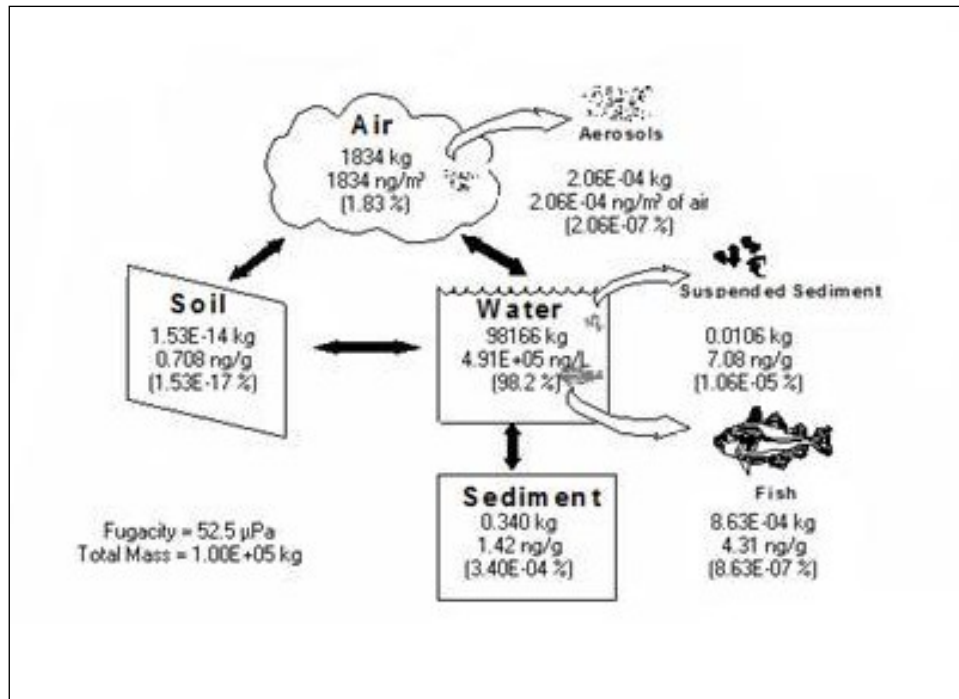 Air
1834 kg
1834 ng/m³
(1.83 %)
Aerosols
2.06E-04 kg
2.06E-04 ng/m³ of air
(2.06E-07 %)
Soil
1.53E-14 kg
0.708 ng/g
(1.53E-17 %)
Water
98166 kg
4.91E+05 ng/L
(98.2 %)
Suspended Sediment
0.0106 kg
7.08 ng/g
(1.06E-05 %)
Sediment
0.340 kg
1.42 ng/g
(3.40E-04 %)
Fish
8.63E-04 kg
4.31 ng/g
(8.63E-07 %)
Fugacity = 52.5 µPa
Total Mass = 1.00E+05 kg